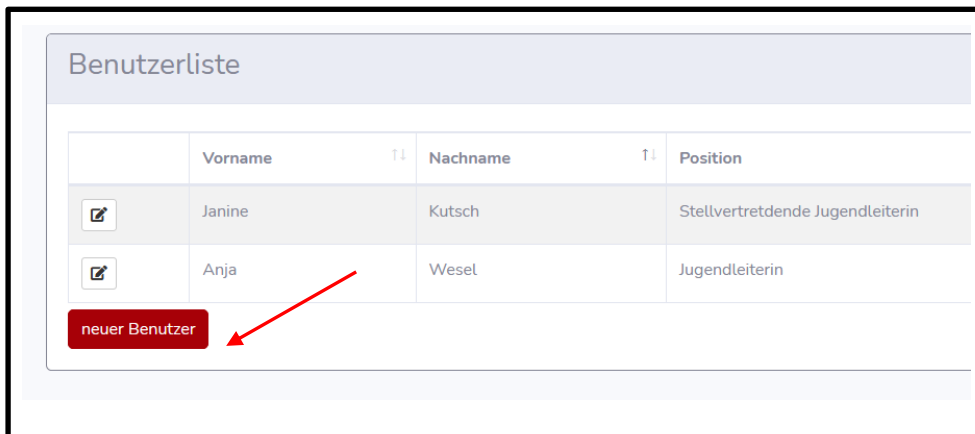 Benutzerliste
Vorname Nachname Position
Janine Kutsch Stellvertretdende Jugendleiterin
Anja Wesel Jugendleiterin
neuer Benutzer